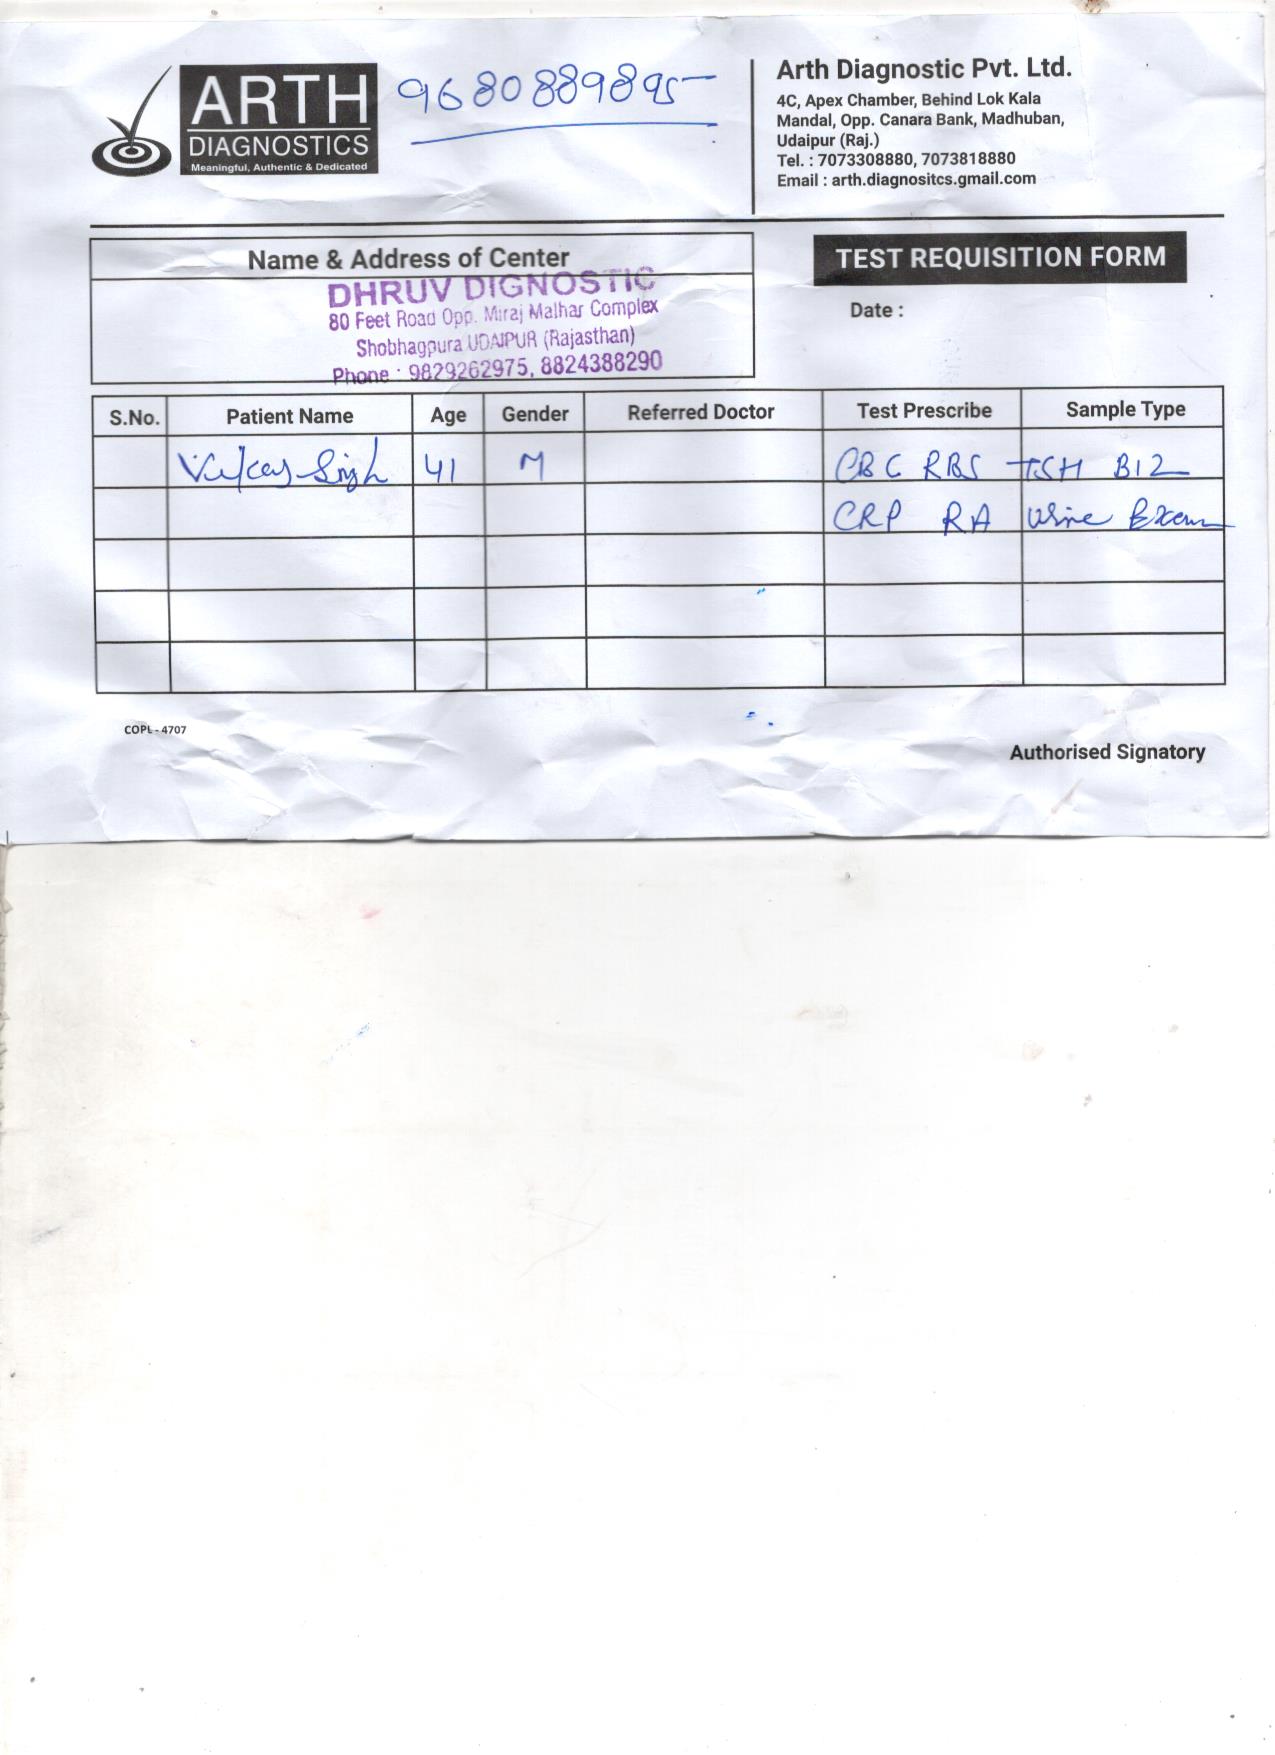 ARTH
DIAGNOSTICS
Meaningful, Authentic & Dedicated
9680889895
Arth Diagnostic Pvt. Ltd.
4C, Apex Chamber, Behind Lok Kala
Mandal, Opp. Canara Bank, Madhuban,
Udaipur (Raj.)
Tel. : 7073308880, 7073818880
Email : arth.diagnositcs.gmail.com
Name & Address of Center
DHRUV DIGNOSTIC
80 Feet Road Opp. Miraj Malhar Complex
Shobhagpura UDAIPUR (Rajasthan)
Phone : 9829262975, 8824388290
TEST REQUISITION FORM
Date :
S.No. Patient Name Age Gender Referred Doctor Test Prescribe Sample Type
Vikas Singh 41 M CBC RBS TSH B12
CRP RA Urine Exam
COPL - 4707
Authorised Signatory